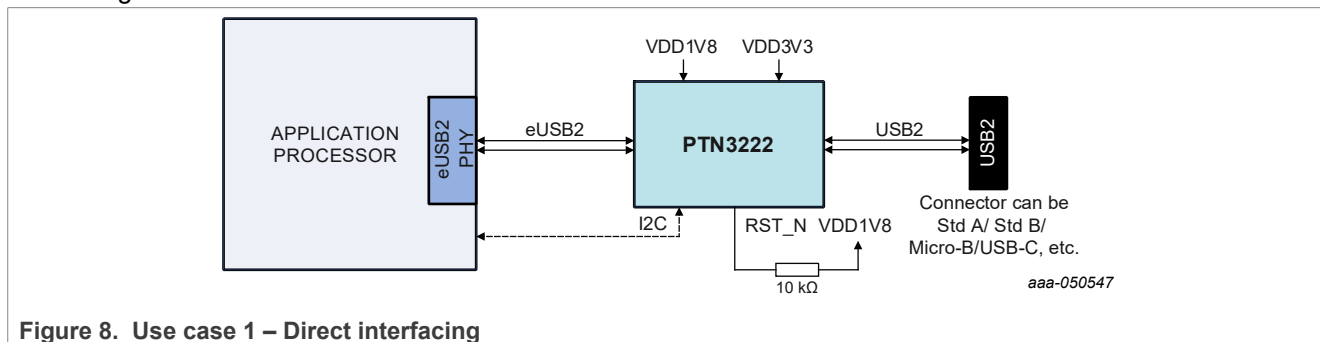 VDD1V8
VDD3V3
APPLICATION
PROCESSOR
eUSB2
PHY
eUSB2
PTN3222
USB2
USB2
I2C
RST_N
VDD1V8
10 kΩ
Connector can be
Std A/ Std B/
Micro-B/USB-C, etc.
aaa-050547
Figure 8. Use case 1 – Direct interfacing